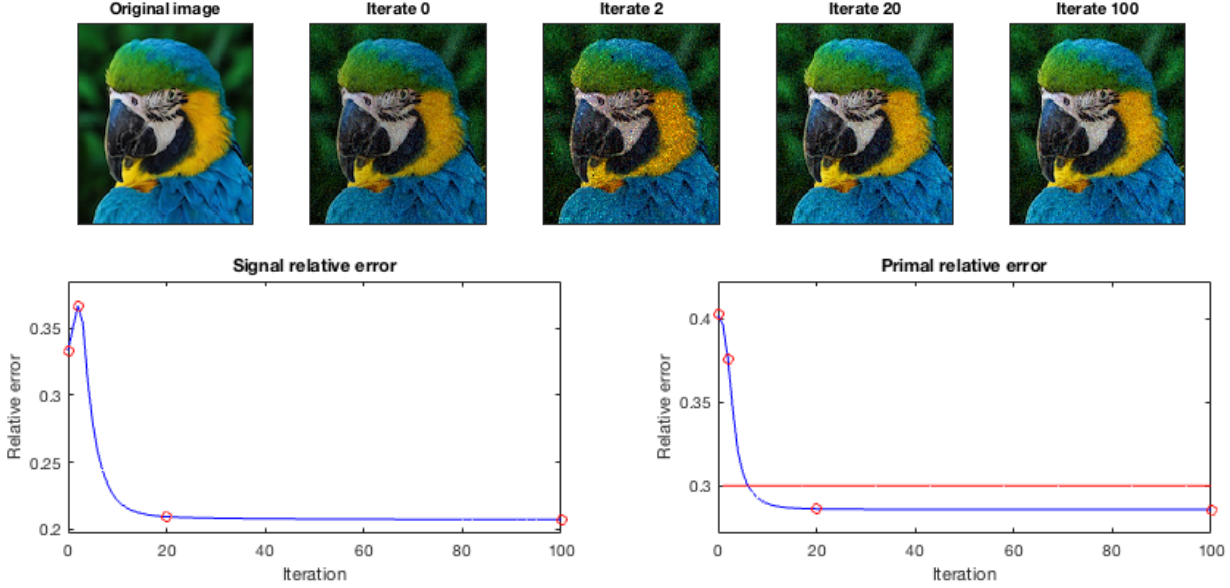 Original image
Iterate 0
Iterate 2
Iterate 20
Iterate 100
Signal relative error
Relative error
0.35
0.3
0.25
0.2
0 20 40 60 80 100
Iteration
Primal relative error
Relative error
0.4
0.35
0.3
0 20 40 60 80 100
Iteration